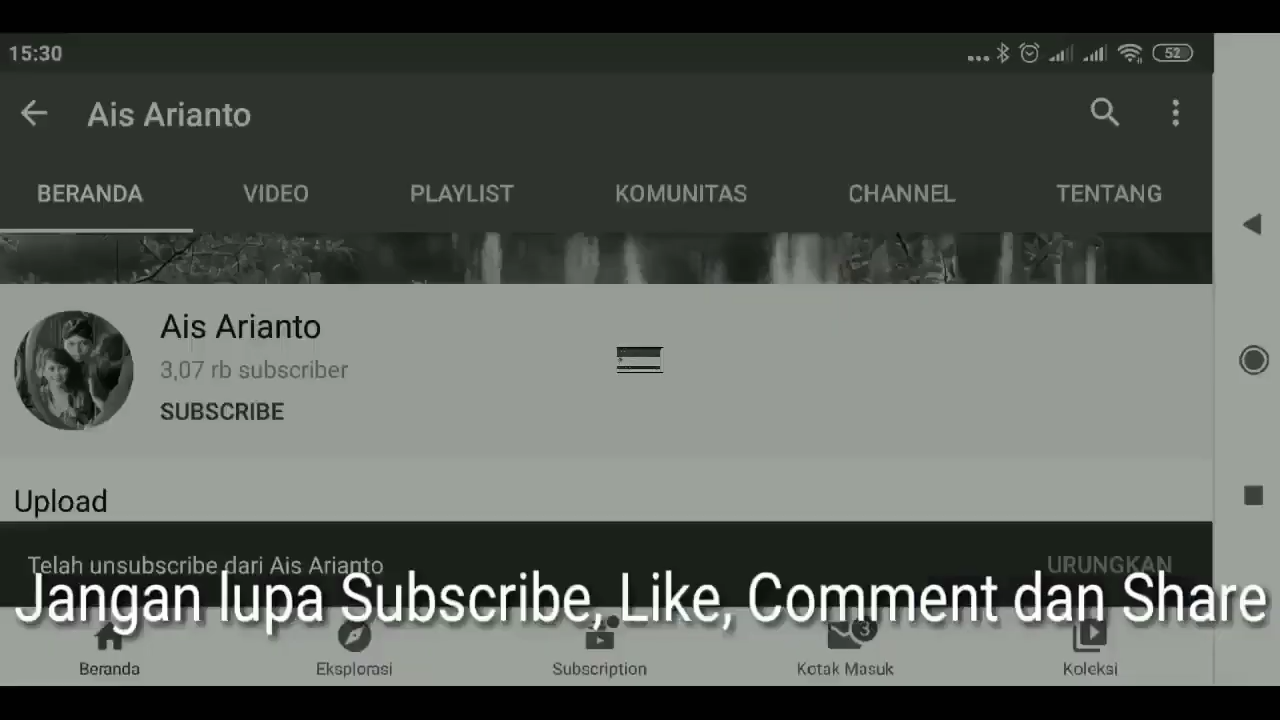 15:30
52
Ais Arianto
BERANDA VIDEO PLAYLIST KOMUNITAS CHANNEL TENTANG
Ais Arianto
3,07 rb subscriber
SUBSCRIBE
Upload
Telah unsubscribe dari Ais Arianto URUNGKAN
Jangan lupa Subscribe, Like, Comment dan Share
3
Beranda Eksplorasi Subscription Kotak Masuk Koleksi